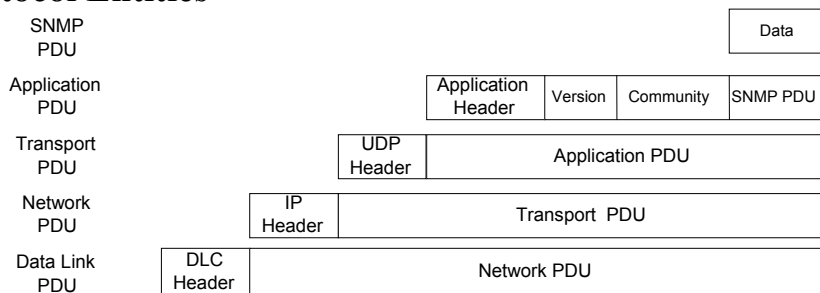 SNMP
PDU
Data
Application
PDU
Application
Header
Version
Community
SNMP PDU
Transport
PDU
UDP
Header
Application PDU
Network
PDU
IP
Header
Transport PDU
Data Link
PDU
DLC
Header
Network PDU